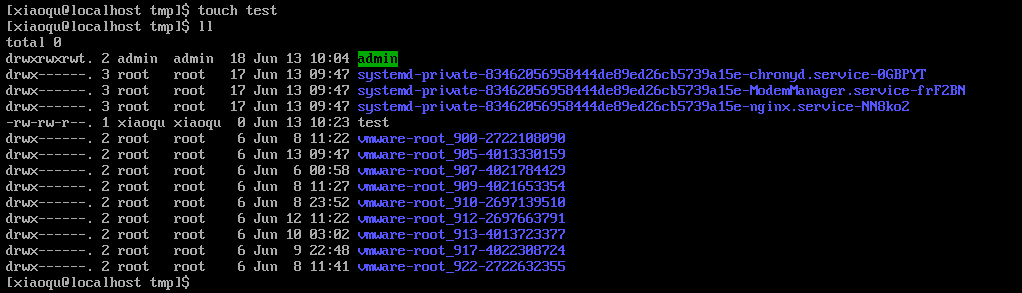 [xiaoqu@localhost tmp]$ touch test
[xiaoqu@localhost tmp]$ ll
total 0
drwxrwxrwt. 2 admin  admin  18 Jun 13 10:04 admin
drwx------. 3 root   root   17 Jun 13 09:47 systemd-private-83462056958444de89ed26cb5739a15e-chronyd.service-0GBPYT
drwx------. 3 root   root   17 Jun 13 09:47 systemd-private-83462056958444de89ed26cb5739a15e-ModemManager.service-frF2BN
drwx------. 3 root   root   17 Jun 13 09:47 systemd-private-83462056958444de89ed26cb5739a15e-nginx.service-NN8ko2
-rw-rw-r--. 1 xiaoqu xiaoqu  0 Jun 13 10:23 test
drwx------. 2 root   root    6 Jun  8 11:22 vmware-root_900-2722108090
drwx------. 2 root   root    6 Jun 13 09:47 vmware-root_905-4013330159
drwx------. 2 root   root    6 Jun  6 00:58 vmware-root_907-4021784429
drwx------. 2 root   root    6 Jun  8 11:27 vmware-root_909-4021653354
drwx------. 2 root   root    6 Jun  8 23:52 vmware-root_910-2697139510
drwx------. 2 root   root    6 Jun 12 11:22 vmware-root_912-2697663791
drwx------. 2 root   root    6 Jun 10 03:02 vmware-root_913-4013723377
drwx------. 2 root   root    6 Jun  9 22:48 vmware-root_917-4022308724
drwx------. 2 root   root    6 Jun  8 11:41 vmware-root_922-2722632355
[xiaoqu@localhost tmp]$